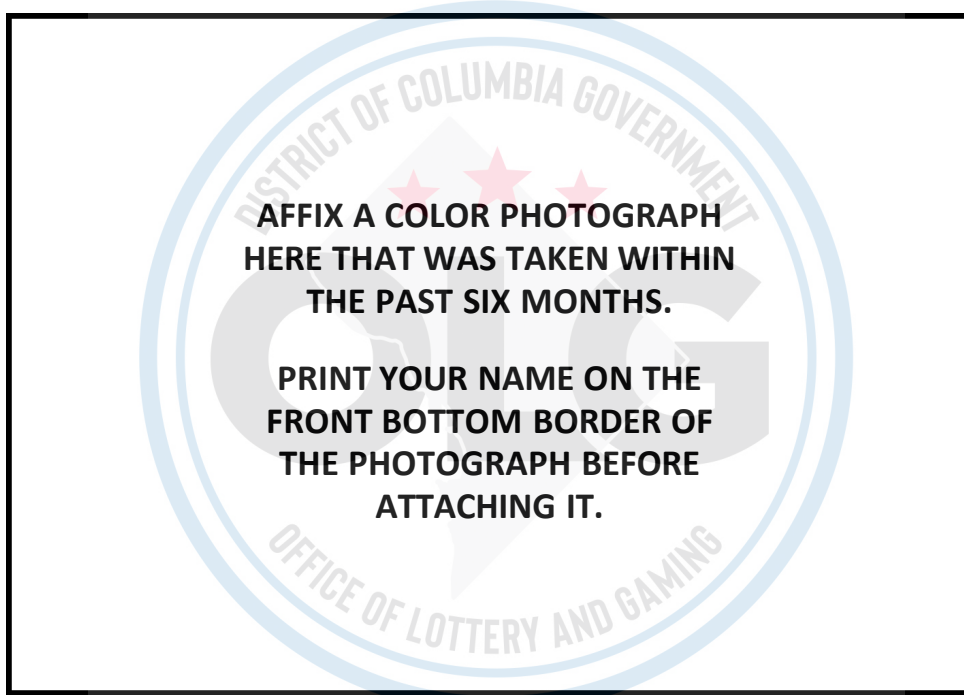 DISTRICT OF COLUMBIA GOVERNMENT
AFFIX A COLOR PHOTOGRAPH
HERE THAT WAS TAKEN WITHIN
THE PAST SIX MONTHS.
OLG
PRINT YOUR NAME ON THE
FRONT BOTTOM BORDER OF
THE PHOTOGRAPH BEFORE
ATTACHING IT.
OFFICE OF LOTTERY AND GAMING